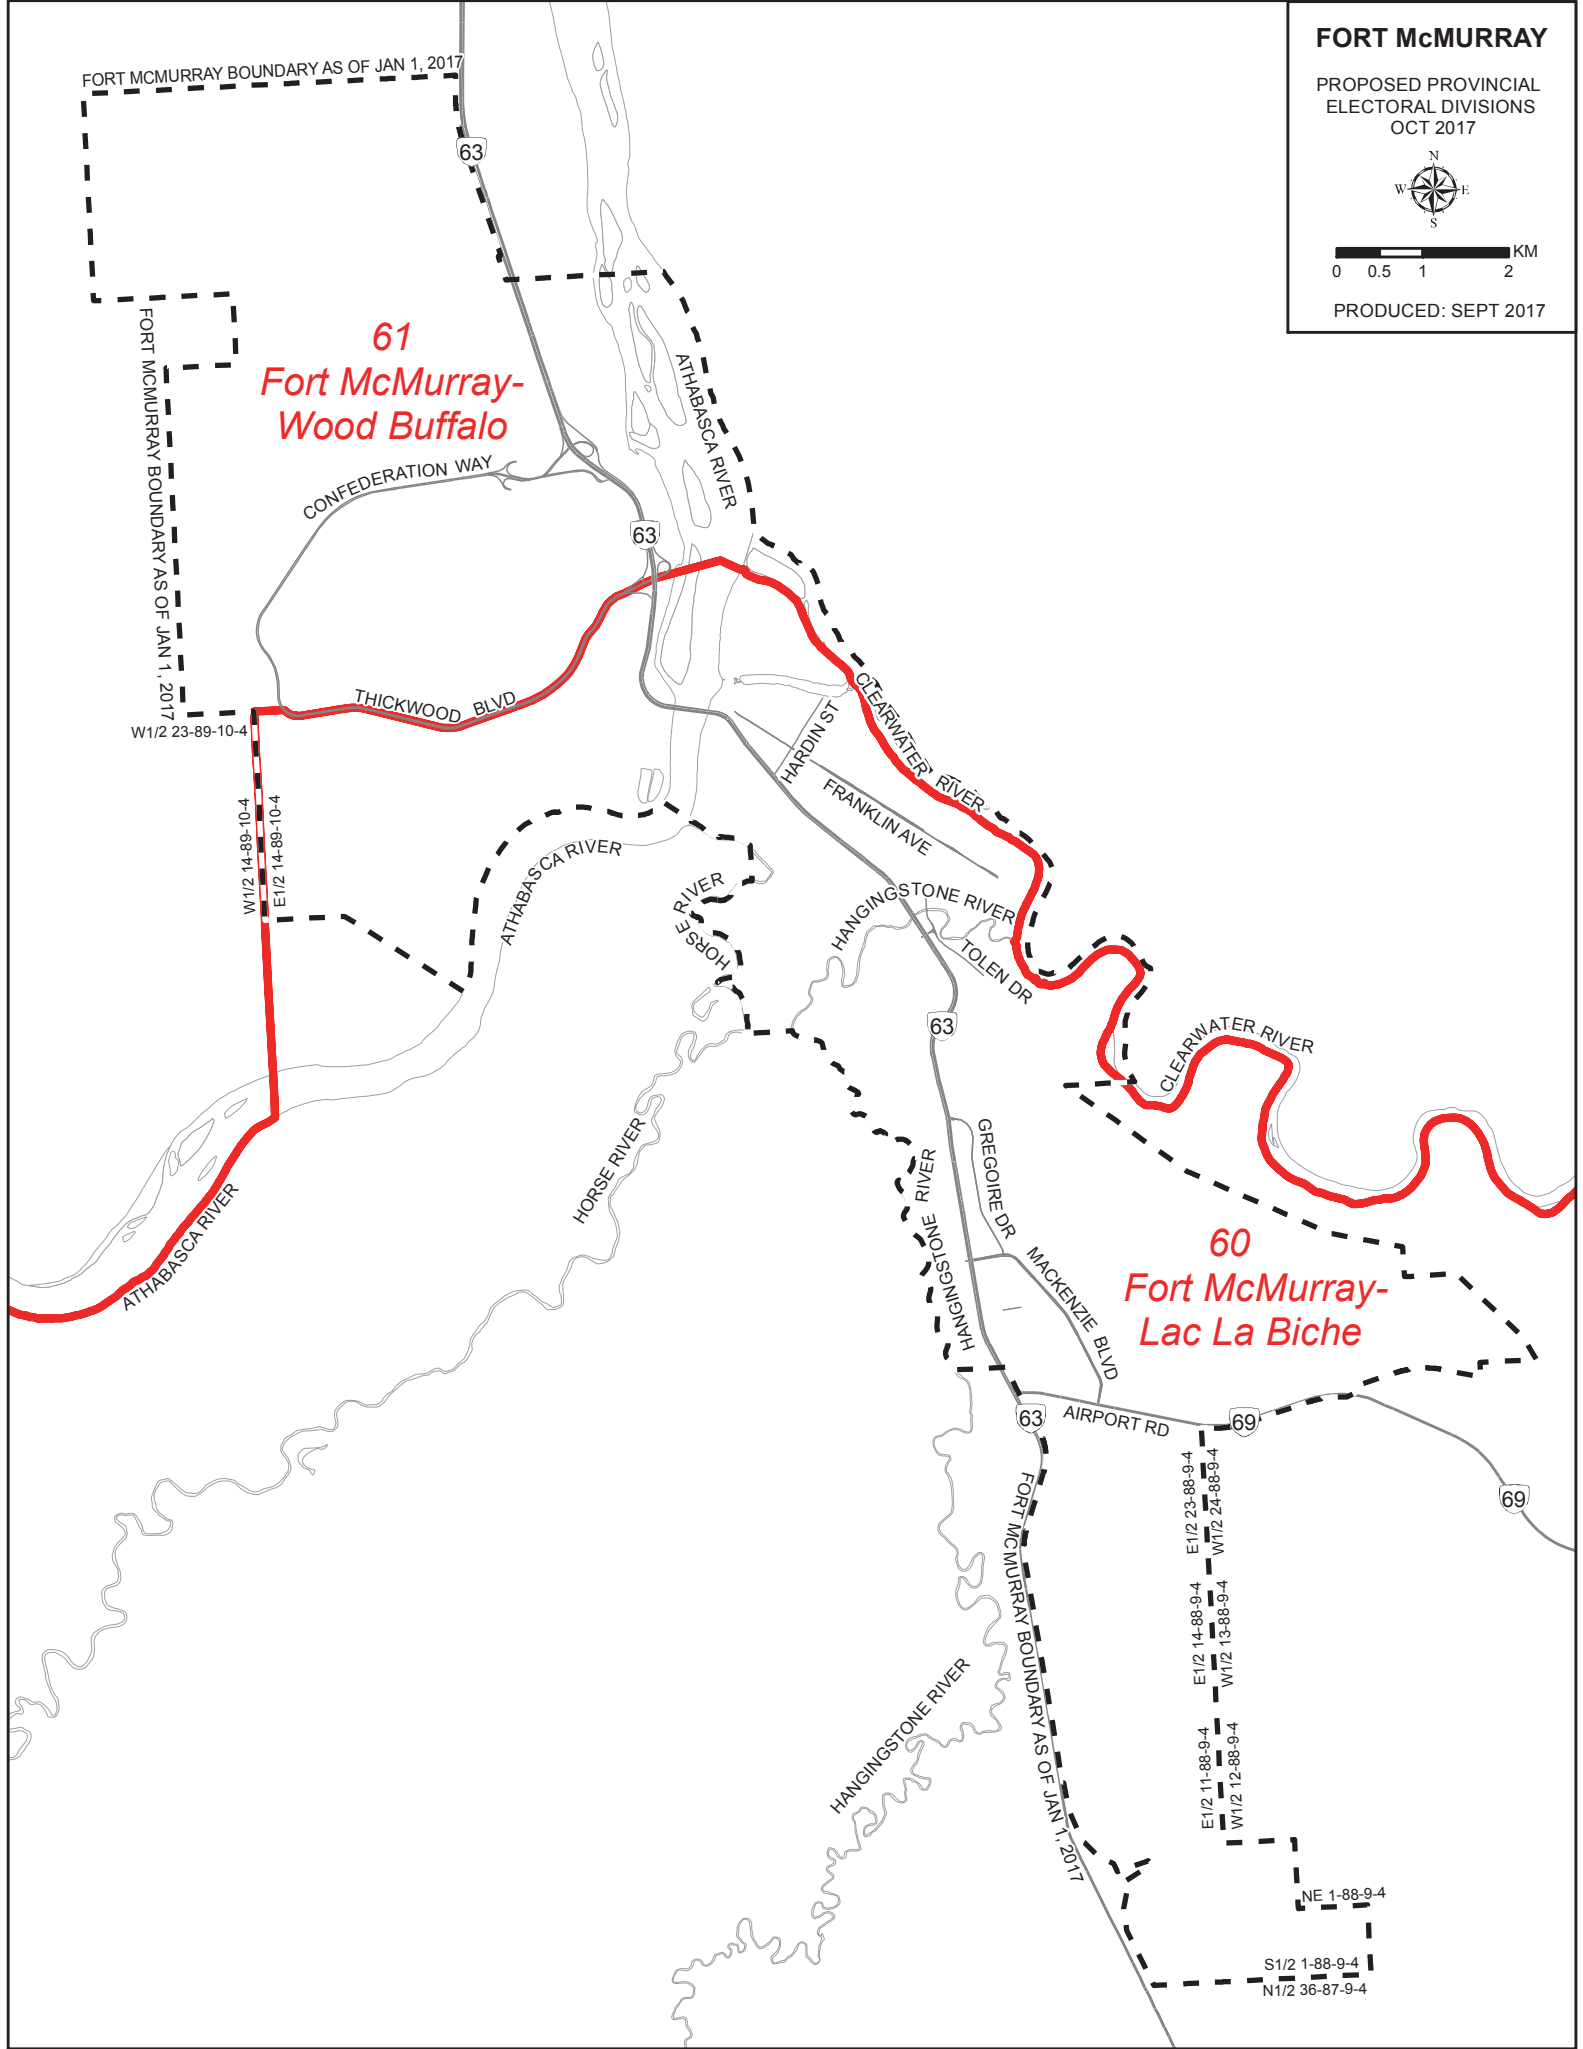 FORT McMURRAY
PROPOSED PROVINCIAL
ELECTORAL DIVISIONS
OCT 2017
N
W E
S
KM
0 0.5 1 2
PRODUCED: SEPT 2017
FORT MCMURRAY BOUNDARY AS OF JAN 1, 2017
63
61
Fort McMurray-
Wood Buffalo
FORT MCMURRAY BOUNDARY AS OF JAN 1, 2017
ATHABASCA RIVER
CONFEDERATION WAY
63
THICKWOOD BLVD
W1/2 23-89-10-4
W1/2 14-89-10-4
E1/2 14-89-10-4
HARDIN ST
CLEARWATER RIVER
FRANKLIN AVE
ATHABASCA RIVER
HORSE RIVER
HANGINGSTONE RIVER
TOLEN DR
63
CLEARWATER RIVER
HORSE RIVER
ATHABASCA RIVER
HANGINGSTONE RIVER
GREGOIRE DR
MACKENZIE BLVD
60
Fort McMurray-
Lac La Biche
63
AIRPORT RD
69
69
FORT MCMURRAY BOUNDARY AS OF JAN 1, 2017
E1/2 23-88-9-4
W1/2 24-88-9-4
E1/2 14-88-9-4
W1/2 13-88-9-4
HANGINGSTONE RIVER
E1/2 11-88-9-4
W1/2 12-88-9-4
NE 1-88-9-4
S1/2 1-88-9-4
N1/2 36-87-9-4